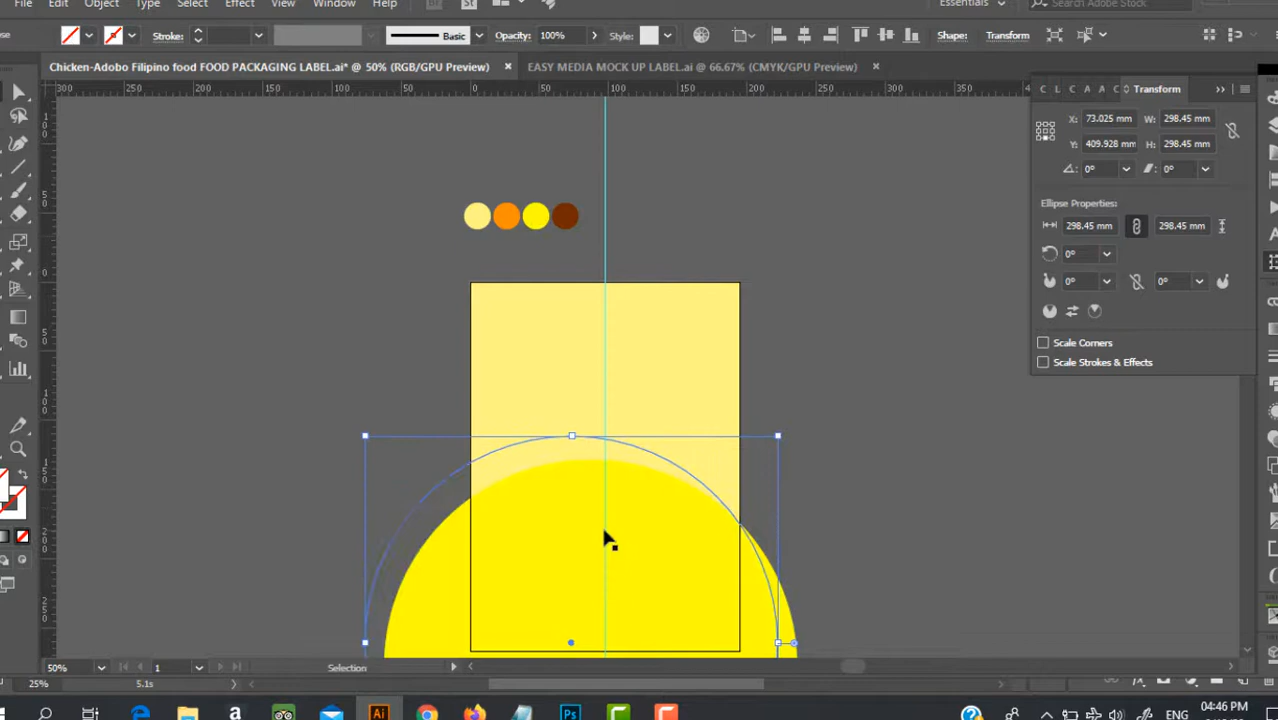 File Edit Object Type Select Effect View Window Help Br St Essentials Search Adobe Stock
Stroke: Basic Opacity: 100% Style: Shape: Transform
Chicken-Adobo Filipino food FOOD PACKAGING LABEL.ai* @ 50% (RGB/GPU Preview) × EASY MEDIA MOCK UP LABEL.ai @ 66.67% (CMYK/GPU Preview) ×
300 250 200 150 100 50 0 50 100 150 200 250 300 350
C L C A A C Transform
X: 73.025 mm W: 298.45 mm
Y: 409.928 mm H: 298.45 mm
0° 0°
Ellipse Properties:
298.45 mm 298.45 mm
0°
0° 0°
Scale Corners
Scale Strokes & Effects
50% 1 Selection
25% 5.1s
Ai Ps ENG 04:46 PM